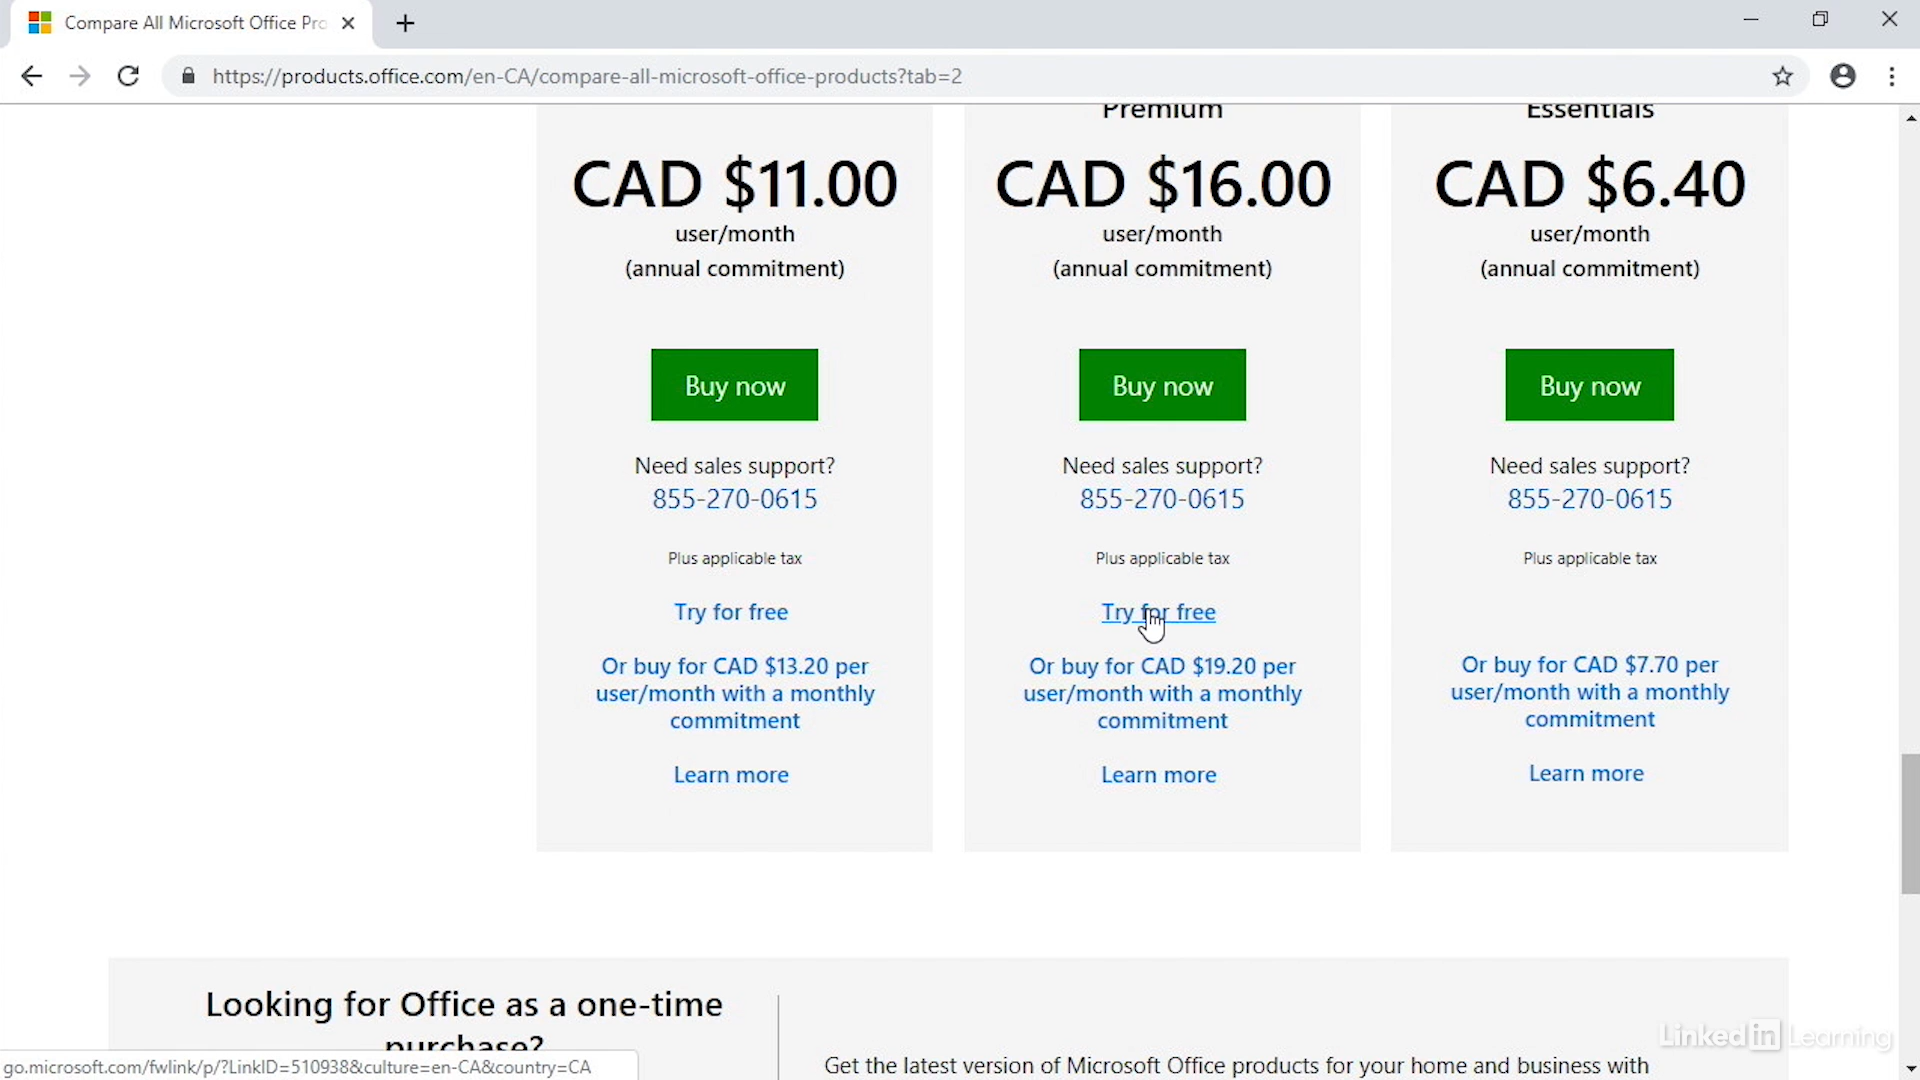 Compare All Microsoft Office Pro
https://products.office.com/en-CA/compare-all-microsoft-office-products?tab=2
Premium
Essentials
CAD $11.00
user/month
(annual commitment)
Buy now
Need sales support?
855-270-0615
Plus applicable tax
Try for free
Or buy for CAD $13.20 per
user/month with a monthly
commitment
Learn more
CAD $16.00
user/month
(annual commitment)
Buy now
Need sales support?
855-270-0615
Plus applicable tax
Try for free
Or buy for CAD $19.20 per
user/month with a monthly
commitment
Learn more
CAD $6.40
user/month
(annual commitment)
Buy now
Need sales support?
855-270-0615
Plus applicable tax
Or buy for CAD $7.70 per
user/month with a monthly
commitment
Learn more
Looking for Office as a one-time
purchase?
Get the latest version of Microsoft Office products for your home and business with
go.microsoft.com/fwlink/p/?LinkID=510938&culture=en-CA&country=CA
LinkedIn Learning